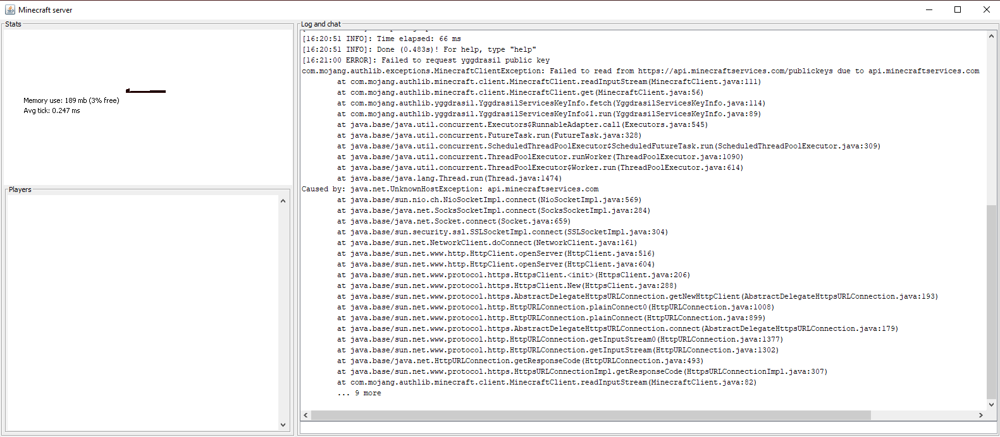 Minecraft server
Stats
Memory use: 189 mb (3% free)
Avg tick: 0.247 ms
Players
Log and chat
[16:20:51 INFO]: Time elapsed: 66 ms
[16:20:51 INFO]: Done (0.483s)! For help, type "help"
[16:21:00 ERROR]: Failed to request yggdrasil public key
com.mojang.authlib.exceptions.MinecraftClientException: Failed to read from https://api.minecraftservices.com/publickeys due to api.minecraftservices.com
at com.mojang.authlib.minecraft.client.MinecraftClient.readInputStream(MinecraftClient.java:111)
at com.mojang.authlib.minecraft.client.MinecraftClient.get(MinecraftClient.java:56)
at com.mojang.authlib.yggdrasil.YggdrasilServicesKeyInfo.fetch(YggdrasilServicesKeyInfo.java:114)
at com.mojang.authlib.yggdrasil.YggdrasilServicesKeyInfo$1.run(YggdrasilServicesKeyInfo.java:89)
at java.base/java.util.concurrent.Executors$RunnableAdapter.call(Executors.java:545)
at java.base/java.util.concurrent.FutureTask.run(FutureTask.java:328)
at java.base/java.util.concurrent.ScheduledThreadPoolExecutor$ScheduledFutureTask.run(ScheduledThreadPoolExecutor.java:309)
at java.base/java.util.concurrent.ThreadPoolExecutor.runWorker(ThreadPoolExecutor.java:1090)
at java.base/java.util.concurrent.ThreadPoolExecutor$Worker.run(ThreadPoolExecutor.java:614)
at java.base/java.lang.Thread.run(Thread.java:1474)
Caused by: java.net.UnknownHostException: api.minecraftservices.com
at java.base/sun.nio.ch.NioSocketImpl.connect(NioSocketImpl.java:569)
at java.base/java.net.SocksSocketImpl.connect(SocksSocketImpl.java:284)
at java.base/java.net.Socket.connect(Socket.java:659)
at java.base/sun.security.ssl.SSLSocketImpl.connect(SSLSocketImpl.java:304)
at java.base/sun.net.NetworkClient.doConnect(NetworkClient.java:161)
at java.base/sun.net.www.http.HttpClient.openServer(HttpClient.java:516)
at java.base/sun.net.www.http.HttpClient.openServer(HttpClient.java:604)
at java.base/sun.net.www.protocol.https.HttpsClient.<init>(HttpsClient.java:206)
at java.base/sun.net.www.protocol.https.HttpsClient.New(HttpsClient.java:288)
at java.base/sun.net.www.protocol.https.AbstractDelegateHttpsURLConnection.getNewHttpClient(AbstractDelegateHttpsURLConnection.java:193)
at java.base/sun.net.www.protocol.http.HttpURLConnection.plainConnect0(HttpURLConnection.java:1008)
at java.base/sun.net.www.protocol.http.HttpURLConnection.plainConnect(HttpURLConnection.java:899)
at java.base/sun.net.www.protocol.https.AbstractDelegateHttpsURLConnection.connect(AbstractDelegateHttpsURLConnection.java:179)
at java.base/sun.net.www.protocol.http.HttpURLConnection.getInputStream0(HttpURLConnection.java:1377)
at java.base/sun.net.www.protocol.http.HttpURLConnection.getInputStream(HttpURLConnection.java:1302)
at java.base/java.net.HttpURLConnection.getResponseCode(HttpURLConnection.java:493)
at java.base/sun.net.www.protocol.https.HttpsURLConnectionImpl.getResponseCode(HttpsURLConnectionImpl.java:307)
at com.mojang.authlib.minecraft.client.MinecraftClient.readInputStream(MinecraftClient.java:82)
... 9 more